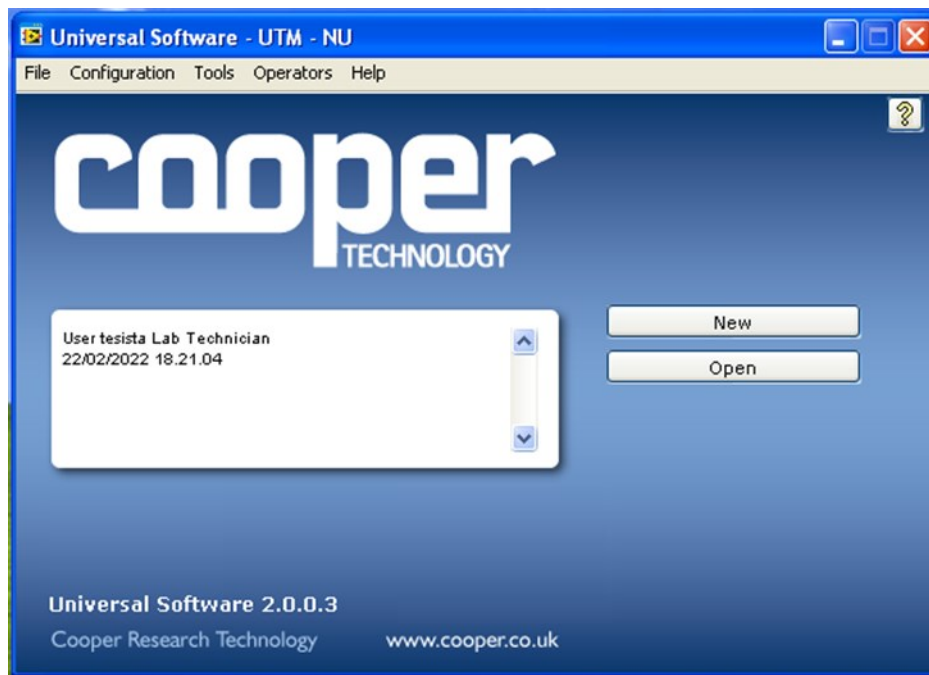 Universal Software - UTM - NU
File Configuration Tools Operators Help
cooper
TECHNOLOGY
User tesista Lab Technician
22/02/2022 18.21.04
New
Open
Universal Software 2.0.0.3
Cooper Research Technology www.cooper.co.uk